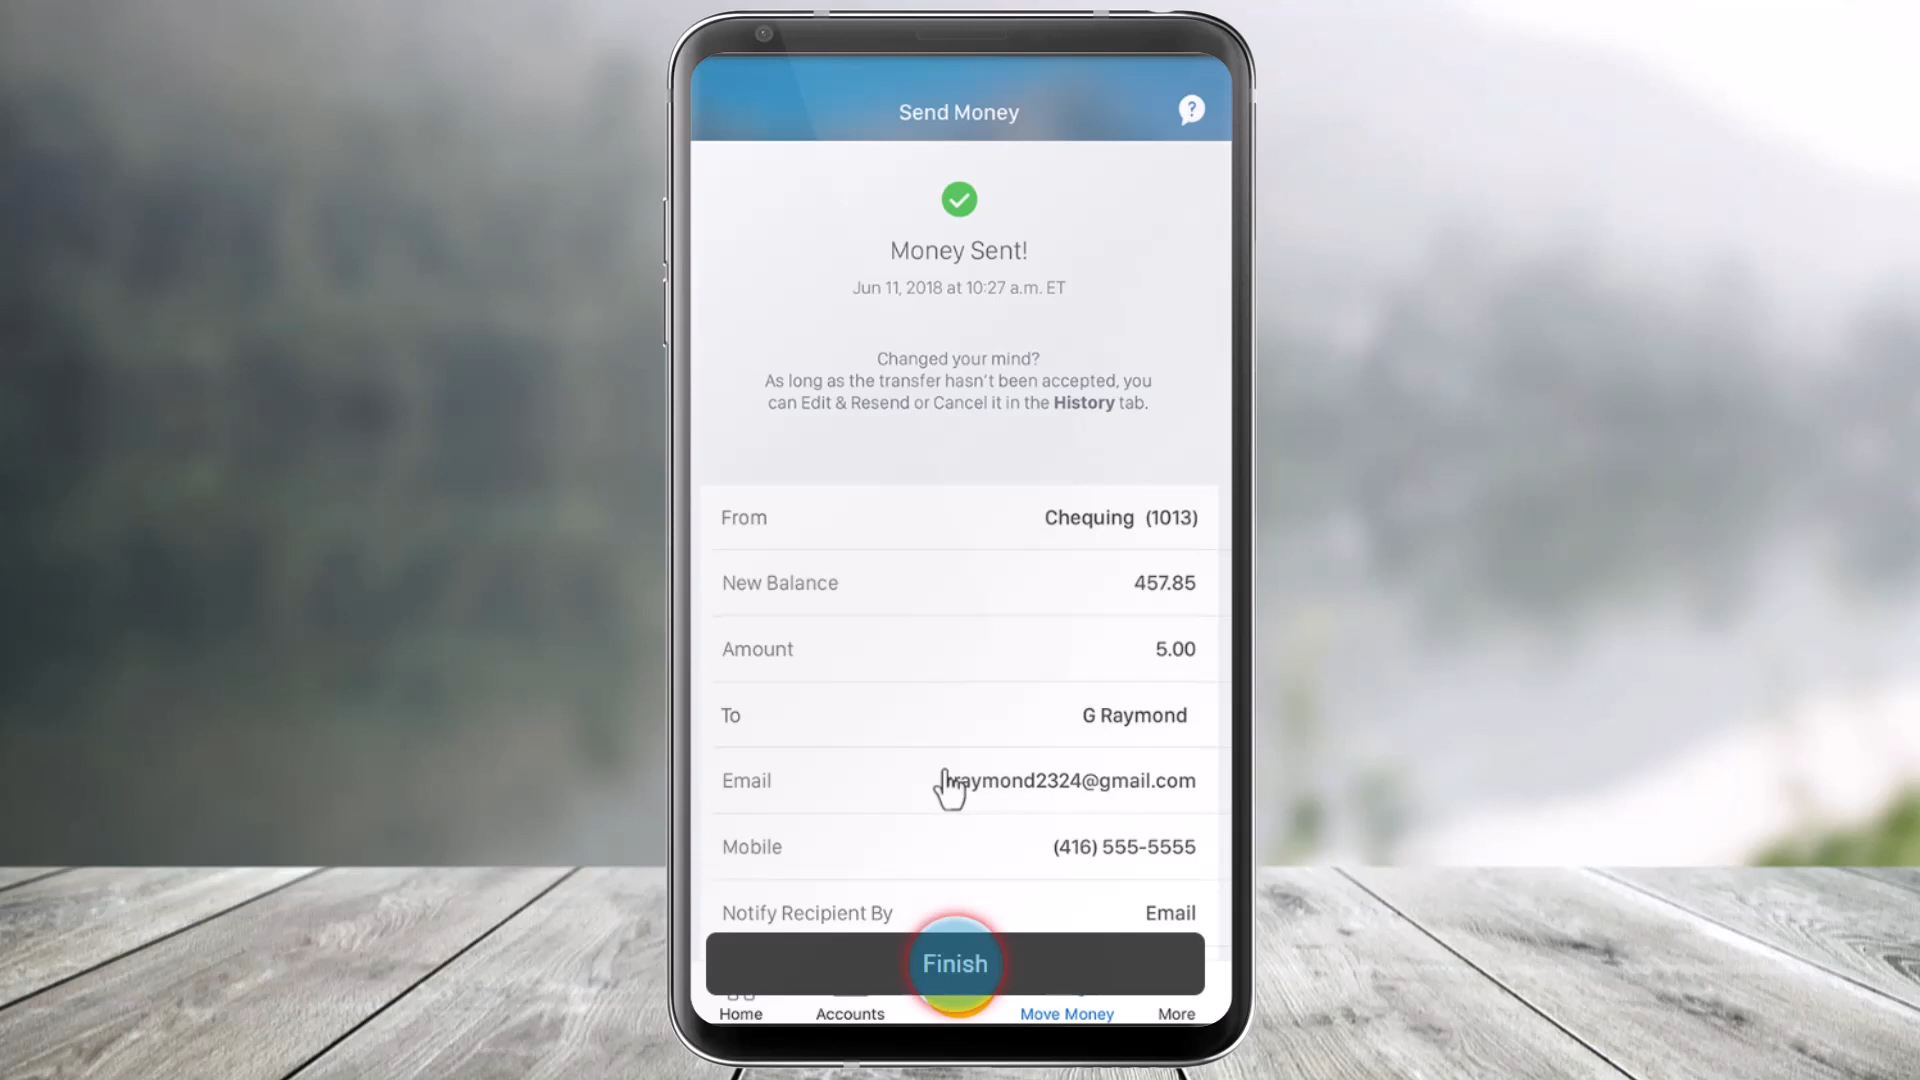 Send Money
?
Money Sent!
Jun 11, 2018 at 10:27 a.m. ET
Changed your mind?
As long as the transfer hasn't been accepted, you
can Edit & Resend or Cancel it in the History tab.
From Chequing (1013)
New Balance 457.85
Amount 5.00
To G Raymond
Email raymond2324@gmail.com
Mobile (416) 555-5555
Notify Recipient By Email
Finish
Home Accounts Move Money More